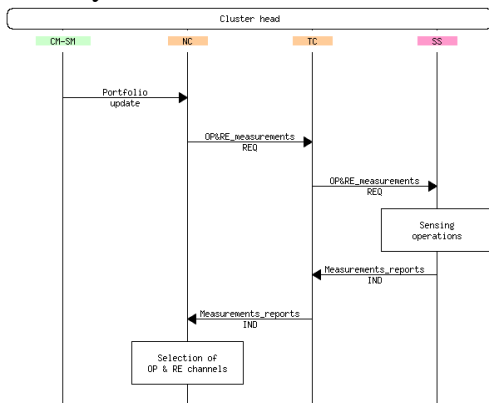 Cluster head
CM-SM NC TC SS
Portfolio
update
OP&RE_measurements
REQ
OP&RE_measurements
REQ
Sensing
operations
Measurements_reports
IND
Measurements_reports
IND
Selection of
OP & RE channels